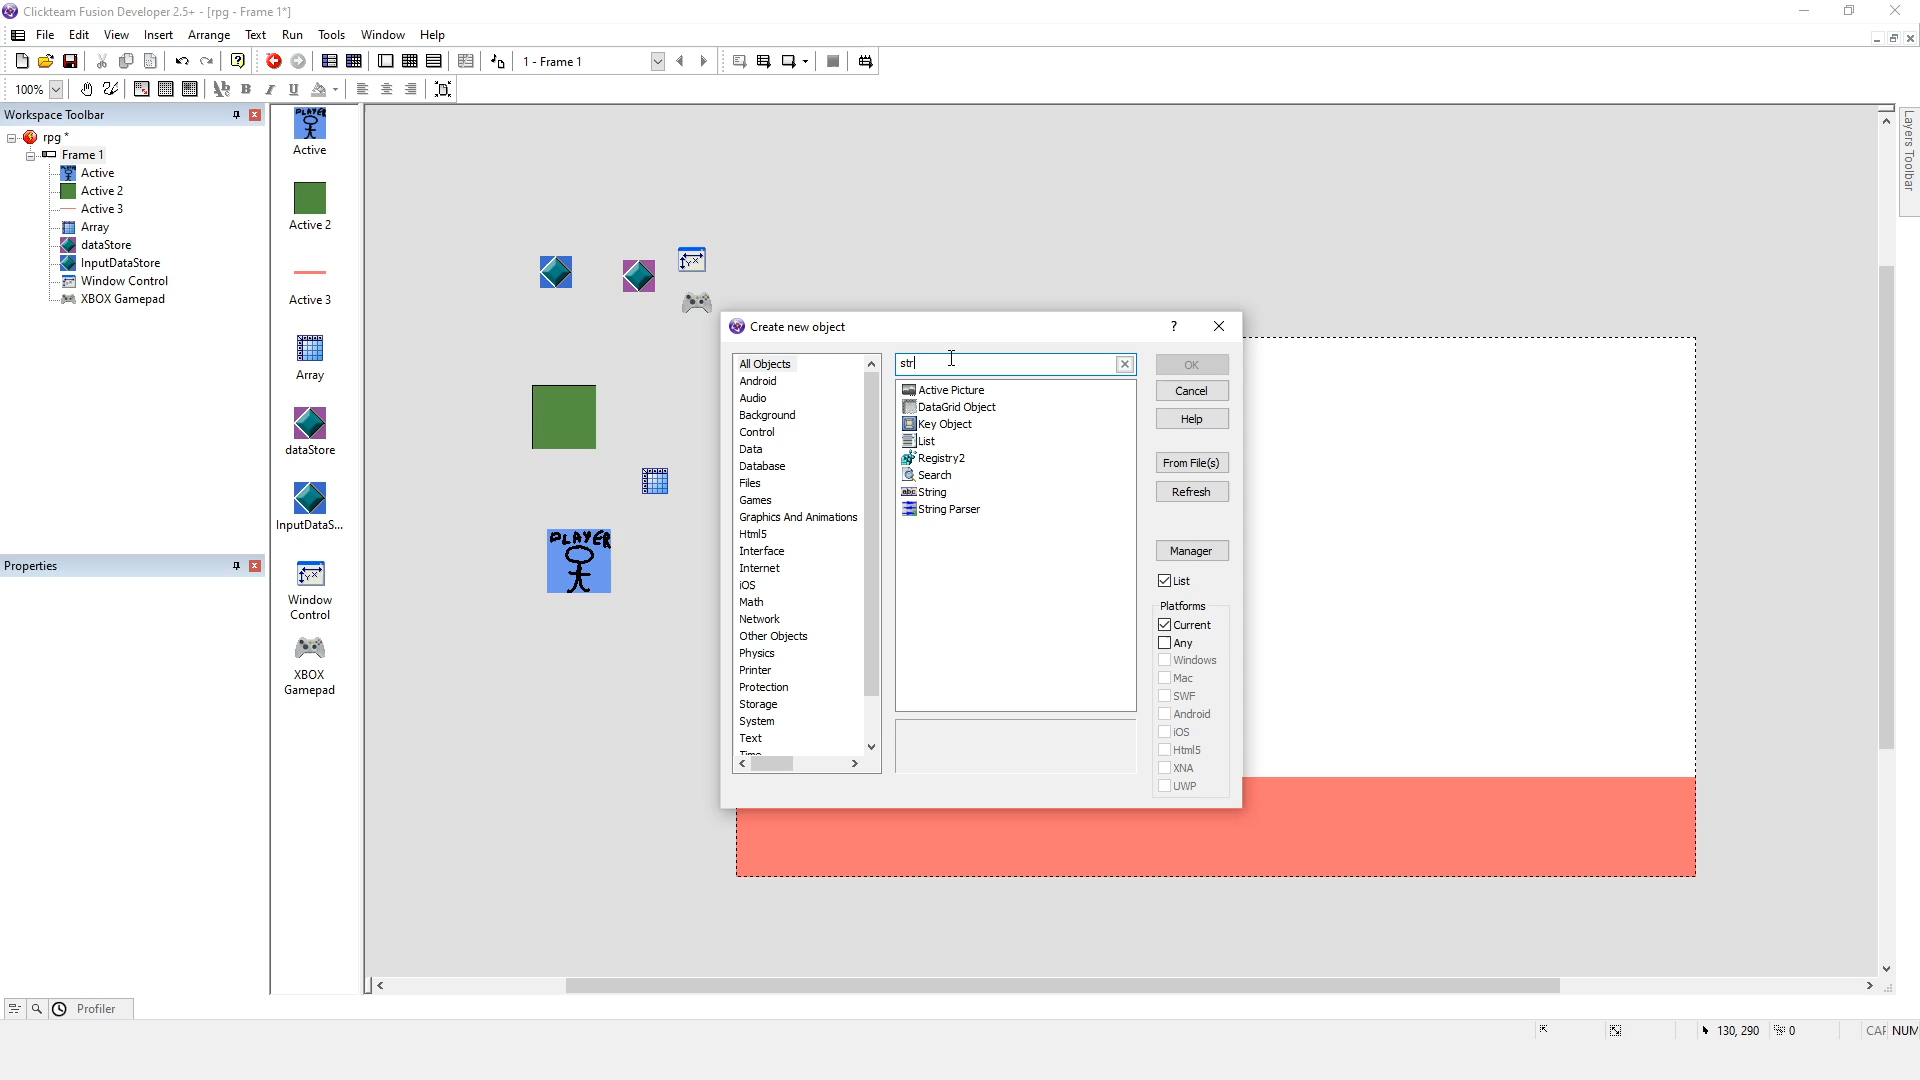 Clickteam Fusion Developer 2.5+ - [rpg - Frame 1*]
File Edit View Insert Arrange Text Run Tools Window Help
1 - Frame 1
100%
Workspace Toolbar
rpg *
Frame 1
Active
Active 2
Active 3
Array
dataStore
InputDataStore
Window Control
XBOX Gamepad
Properties
PLAYER
Active
Active 2
Active 3
Array
dataStore
InputDataS...
Window
Control
XBOX
Gamepad
PLAYER
Create new object
?
All Objects
Android
Audio
Background
Control
Data
Database
Files
Games
Graphics And Animations
Html5
Interface
Internet
iOS
Math
Network
Other Objects
Physics
Printer
Protection
Storage
System
Text
Time
str
Active Picture
DataGrid Object
Key Object
List
Registry2
Search
String
String Parser
OK
Cancel
Help
From File(s)
Refresh
Manager
List
Platforms
Current
Any
Windows
Mac
SWF
Android
iOS
Html5
XNA
UWP
Layers Toolbar
Profiler
130, 290
0
CAP NUM